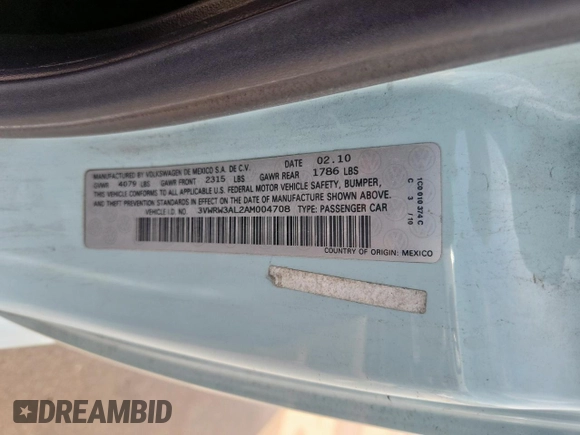 MANUFACTURED BY VOLKSWAGEN DE MEXICO S.A. DE C.V. DATE 02.10
GVWR 4079 LBS GAWR FRONT 2315 LBS GAWR REAR 1786 LBS
THIS VEHICLE CONFORMS TO ALL APPLICABLE U.S. FEDERAL MOTOR VEHICLE SAFETY, BUMPER,
AND THEFT PREVENTION STANDARDS IN EFFECT ON THE DATE OF MANUFACTURE SHOWN ABOVE.
VEHICLE I.D. NO. 3VWRW3AL2AM004708 TYPE: PASSENGER CAR
COUNTRY OF ORIGIN: MEXICO
1C0 010 374 C
C 3 / 10
DREAMBID